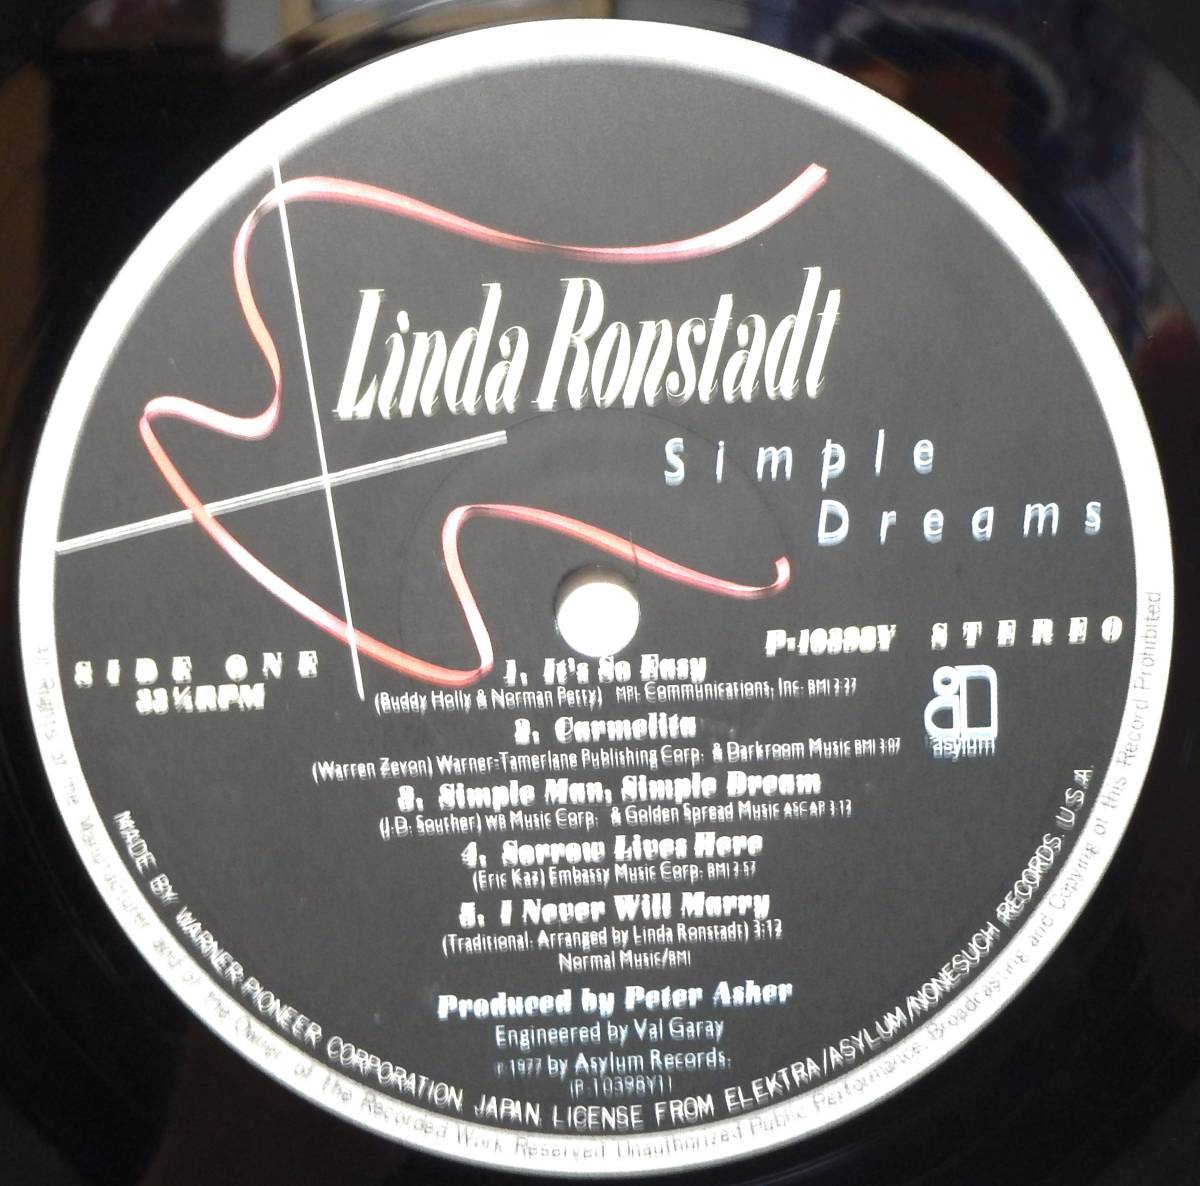 Linda Ronstadt
Simple
Dreams
SIDE ONE
33 ⅓ RPM
P-10398Y STEREO
asylum
1. It's So Easy
(Buddy Holly & Norman Petty) MPL Communications, Inc. BMI 2:27
2. Carmelita
(Warren Zevon) Warner-Tamerlane Publishing Corp. & Darkroom Music BMI 3:07
3. Simple Man, Simple Dream
(J.D. Souther) WB Music Corp. & Golden Spread Music ASCAP 3:12
4. Sorrow Lives Here
(Eric Kaz) Embassy Music Corp. BMI 2:57
5. I Never Will Marry
(Traditional: Arranged by Linda Ronstadt) 3:12
Normal Music/BMI
Produced by Peter Asher
Engineered by Val Garay
℗ 1977 by Asylum Records.
(P-10398Y1)
MADE BY WARNER-PIONEER CORPORATION, JAPAN, LICENSE FROM ELEKTRA/ASYLUM/NONESUCH RECORDS, U.S.A.
All Rights of the Manufacturer and of the Owner of the Recorded Work Reserved Unauthorized Public Performance, Broadcasting and Copying of this Record Prohibited